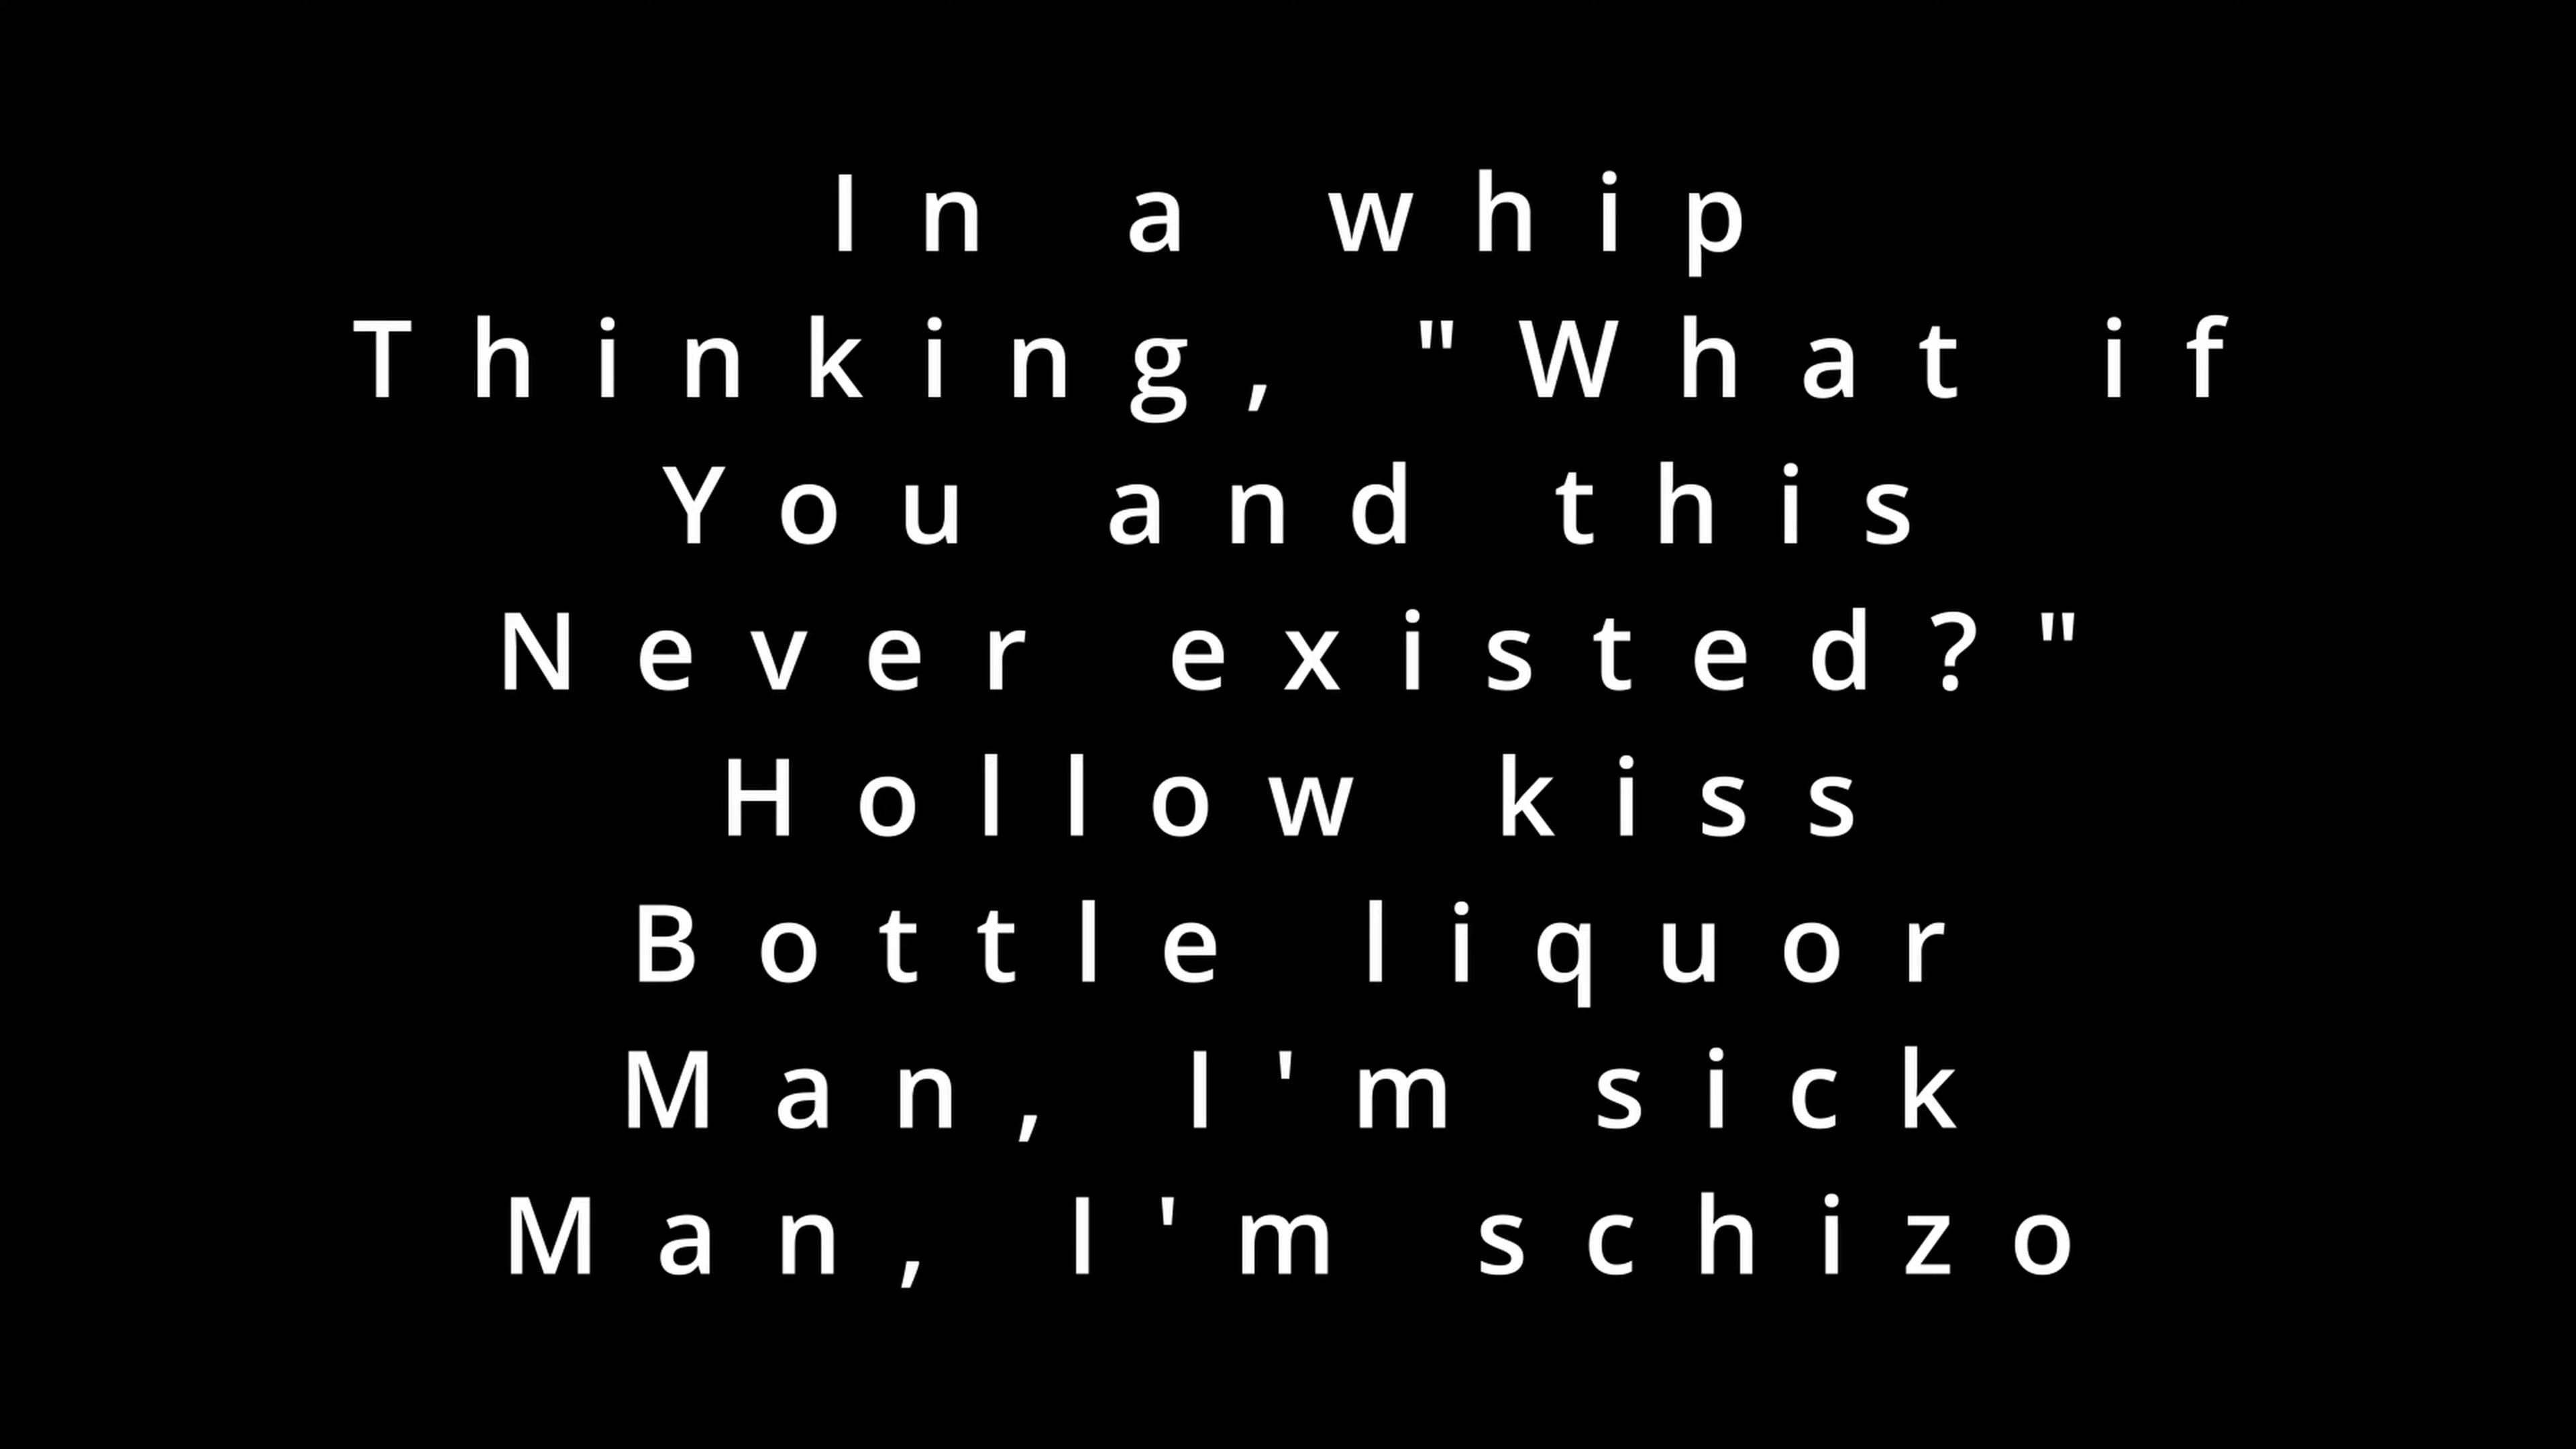 In a whip
Thinking, "What if
You and this
Never existed?"
Hollow kiss
Bottle liquor
Man, I'm sick
Man, I'm schizo